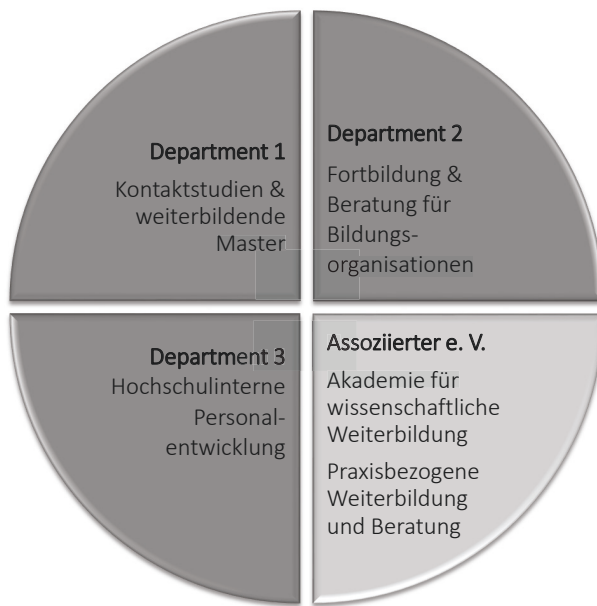 Department 1
Kontaktstudien &
weiterbildende
Master
Department 2
Fortbildung &
Beratung für
Bildungs-
organisationen
Department 3
Hochschulinterne
Personal-
entwicklung
Assoziierter e. V.
Akademie für
wissenschaftliche
Weiterbildung
Praxisbezogene
Weiterbildung
und Beratung